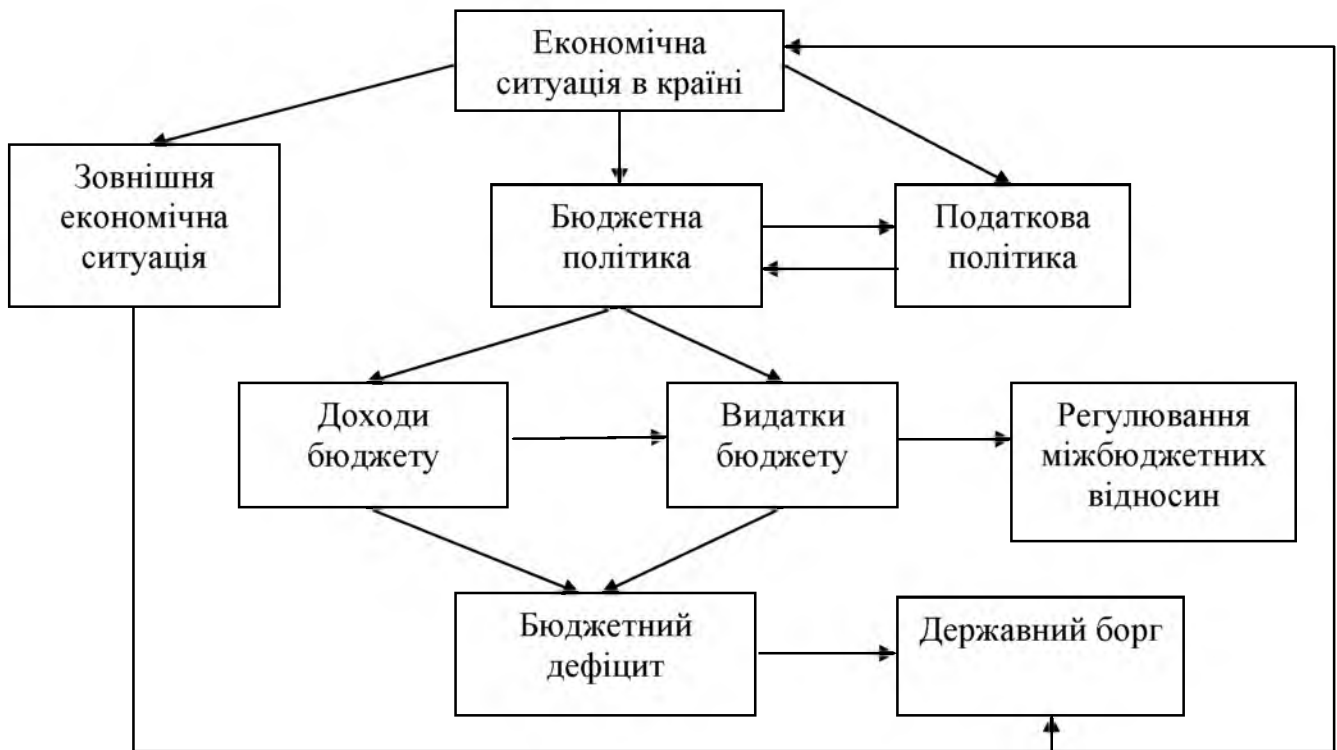 Економічна
ситуація в країні
Зовнішня
економічна
ситуація
Бюджетна
політика
Податкова
політика
Доходи
бюджету
Видатки
бюджету
Регулювання
міжбюджетних
відносин
Бюджетний
дефіцит
Державний борг